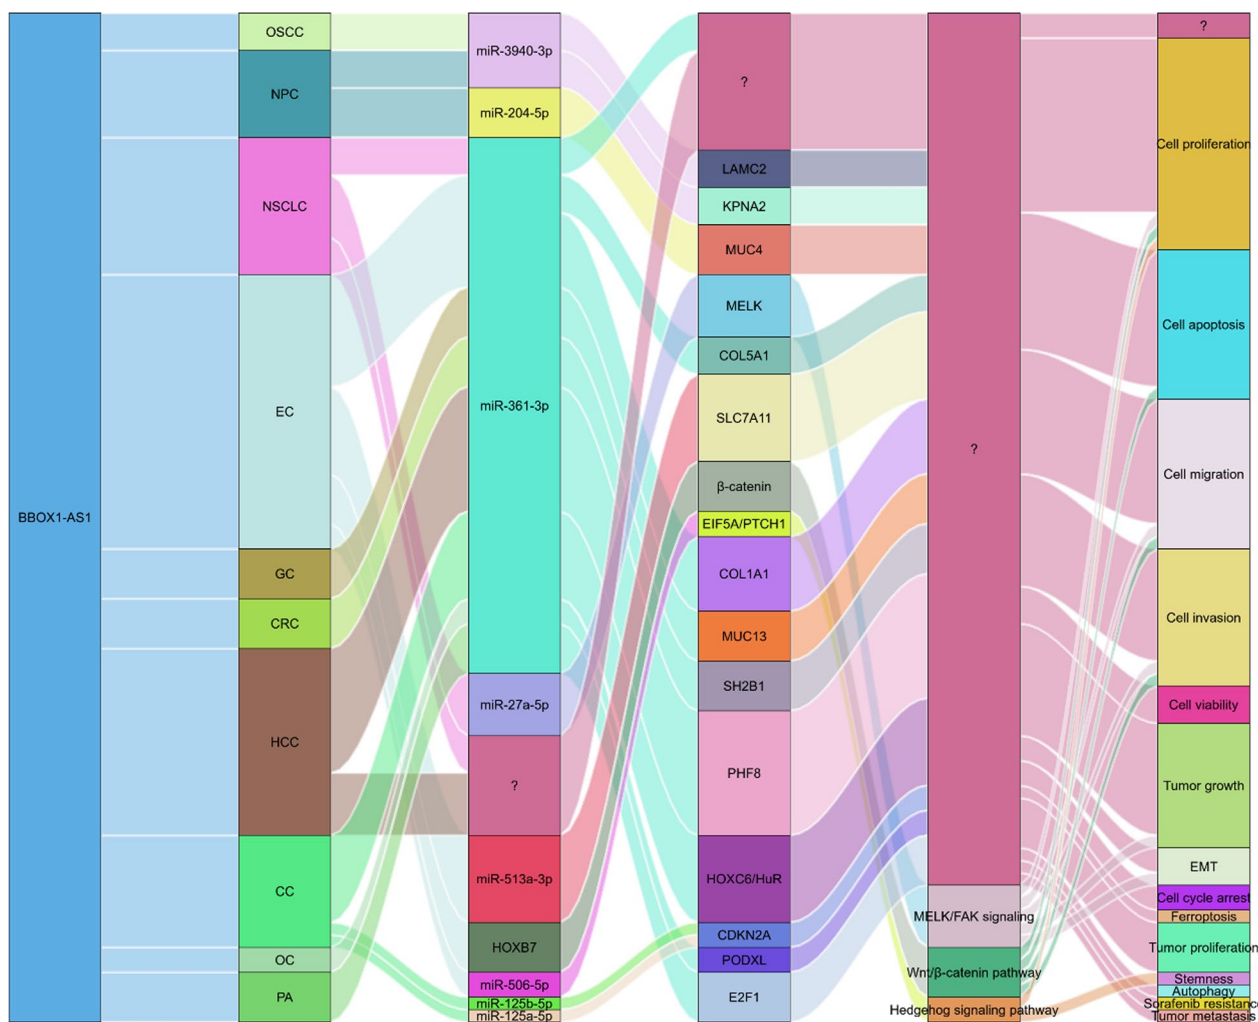 BBOX1-AS1
OSCC
NPC
NSCLC
EC
GC
CRC
HCC
CC
OC
PA
miR-3940-3p
miR-204-5p
miR-361-3p
miR-27a-5p
?
miR-513a-3p
HOXB7
miR-506-5p
miR-125b-5p
miR-125a-5p
?
LAMC2
KPNA2
MUC4
MELK
COL5A1
SLC7A11
β-catenin
EIF5A/PTCH1
COL1A1
MUC13
SH2B1
PHF8
HOXC6/HuR
CDKN2A
PODXL
E2F1
?
MELK/FAK signaling
Wnt/β-catenin pathway
Hedgehog signaling pathway
?
Cell proliferation
Cell apoptosis
Cell migration
Cell invasion
Cell viability
Tumor growth
EMT
Cell cycle arrest
Ferroptosis
Tumor proliferation
Stemness
Autophagy
Sorafenib resistance
Tumor metastasis